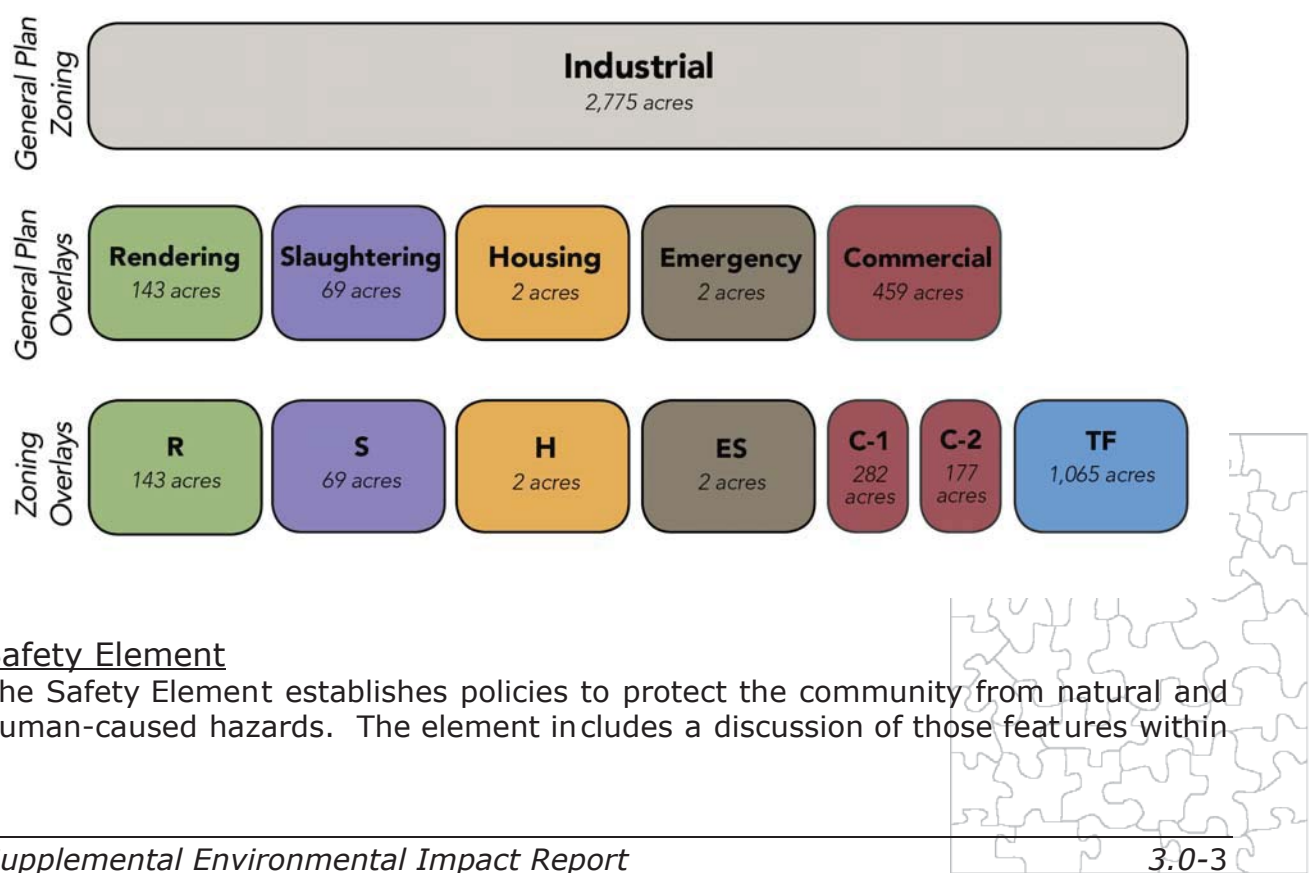 General Plan
Zoning
Industrial
2,775 acres
General Plan
Overlays
Rendering
143 acres
Slaughtering
69 acres
Housing
2 acres
Emergency
2 acres
Commercial
459 acres
Zoning
Overlays
R
143 acres
S
69 acres
H
2 acres
ES
2 acres
C-1
282
acres
C-2
177
acres
TF
1,065 acres
afety Element
he Safety Element establishes policies to protect the community from natural and
uman-caused hazards. The element includes a discussion of those features within
upplemental Environmental Impact Report 3.0-3